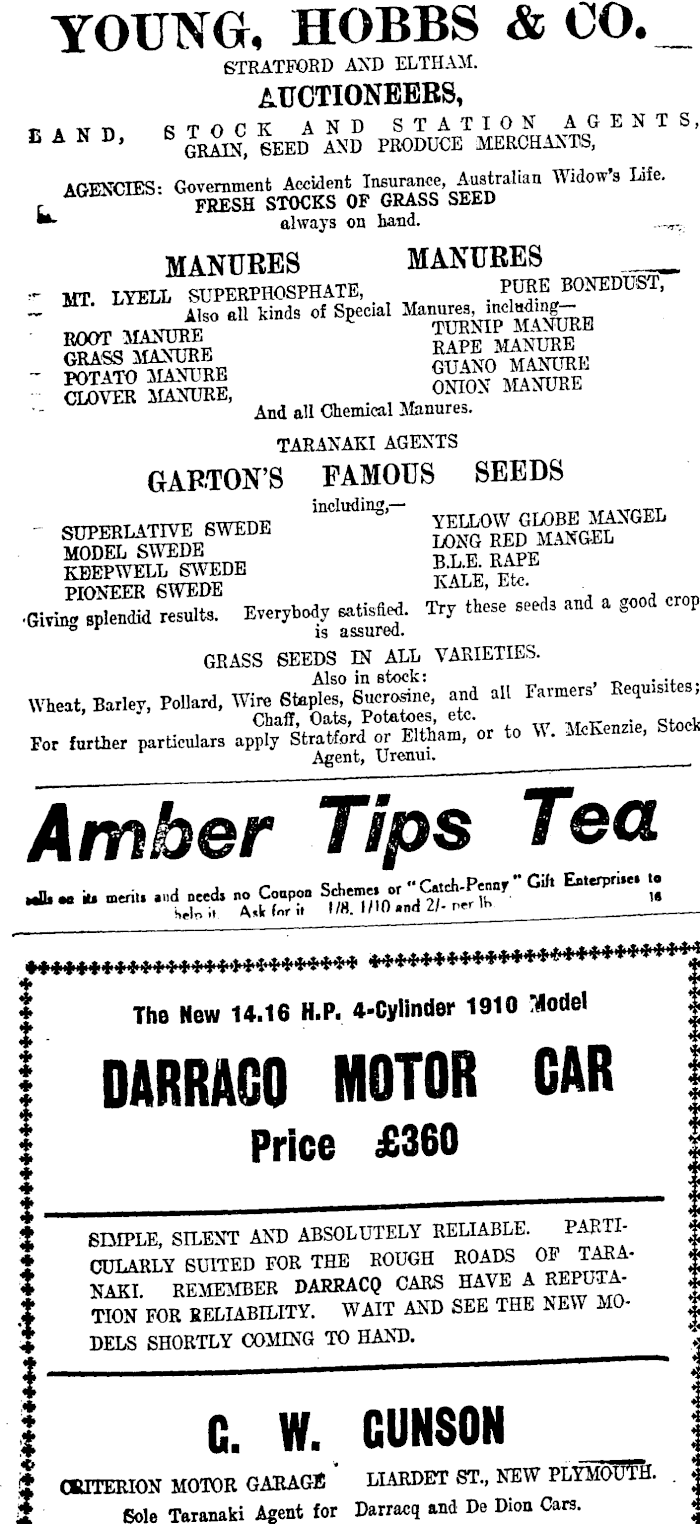 YOUNG, HOBBS & CO.
STRATFORD AND ELTHAM.
AUCTIONEERS,
LAND, STOCK AND STATION AGENTS,
GRAIN, SEED AND PRODUCE MERCHANTS,
AGENCIES: Government Accident Insurance, Australian Widow's Life.
FRESH STOCKS OF GRASS SEED
always on hand.
MANURES MANURES
MT. LYELL SUPERPHOSPHATE, PURE BONEDUST,
Also all kinds of Special Manures, including—
ROOT MANURE TURNIP MANURE
GRASS MANURE RAPE MANURE
POTATO MANURE GUANO MANURE
CLOVER MANURE, ONION MANURE
And all Chemical Manures.
TARANAKI AGENTS
GARTON'S FAMOUS SEEDS
including,—
SUPERLATIVE SWEDE YELLOW GLOBE MANGEL
MODEL SWEDE LONG RED MANGEL
KEEPWELL SWEDE B.L.E. RAPE
PIONEER SWEDE KALE, Etc.
Giving splendid results. Everybody satisfied. Try these seeds and a good crop
is assured.
GRASS SEEDS IN ALL VARIETIES.
Also in stock:
Wheat, Barley, Pollard, Wire Staples, Sucrosine, and all Farmers' Requisites;
Chaff, Oats, Potatoes, etc.
For further particulars apply Stratford or Eltham, or to W. McKenzie, Stock
Agent, Urenui.
Amber Tips Tea
sells on its merits and needs no Coupon Schemes or "Catch-Penny" Gift Enterprises to
help it. Ask for it 1/8, 1/10 and 2/- per lb. 16
The New 14.16 H.P. 4-Cylinder 1910 Model
DARRACQ MOTOR CAR
Price £360
SIMPLE, SILENT AND ABSOLUTELY RELIABLE. PARTI-
CULARLY SUITED FOR THE ROUGH ROADS OF TARA-
NAKI. REMEMBER DARRACQ CARS HAVE A REPUTA-
TION FOR RELIABILITY. WAIT AND SEE THE NEW MO-
DELS SHORTLY COMING TO HAND.
G. W. GUNSON
CRITERION MOTOR GARAGE LIARDET ST., NEW PLYMOUTH.
Sole Taranaki Agent for Darracq and De Dion Cars.